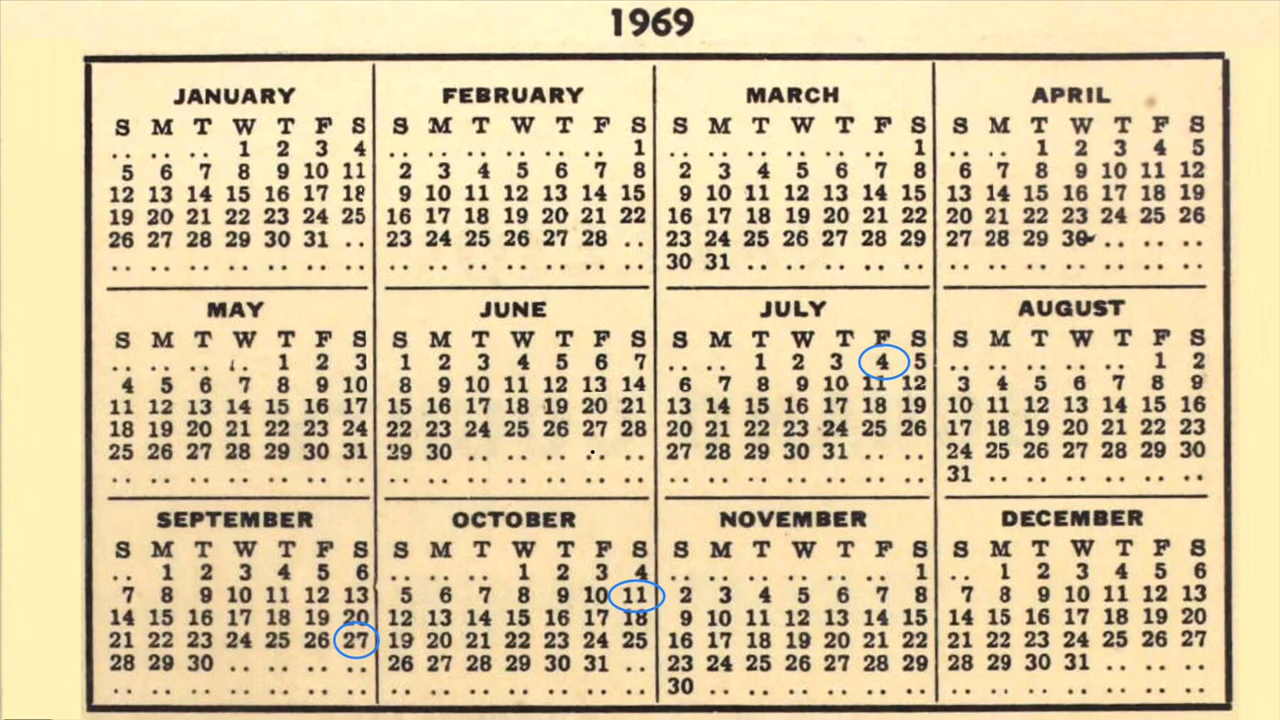 1969
JANUARY
S M T W T F S
.. .. .. 1 2 3 4
5 6 7 8 9 10 11
12 13 14 15 16 17 18
19 20 21 22 23 24 25
26 27 28 29 30 31 ..
.. .. .. .. .. .. ..
FEBRUARY
S M T W T F S
.. .. .. .. .. .. 1
2 3 4 5 6 7 8
9 10 11 12 13 14 15
16 17 18 19 20 21 22
23 24 25 26 27 28 ..
.. .. .. .. .. .. ..
MARCH
S M T W T F S
.. .. .. .. .. .. 1
2 3 4 5 6 7 8
9 10 11 12 13 14 15
16 17 18 19 20 21 22
23 24 25 26 27 28 29
30 31 .. .. .. .. ..
APRIL
S M T W T F S
.. .. 1 2 3 4 5
6 7 8 9 10 11 12
13 14 15 16 17 18 19
20 21 22 23 24 25 26
27 28 29 30 .. .. ..
.. .. .. .. .. .. ..
MAY
S M T W T F S
.. .. .. .. 1 2 3
4 5 6 7 8 9 10
11 12 13 14 15 16 17
18 19 20 21 22 23 24
25 26 27 28 29 30 31
.. .. .. .. .. .. ..
JUNE
S M T W T F S
1 2 3 4 5 6 7
8 9 10 11 12 13 14
15 16 17 18 19 20 21
22 23 24 25 26 27 28
29 30 .. .. .. .. ..
.. .. .. .. .. .. ..
JULY
S M T W T F S
.. .. 1 2 3 4 5
6 7 8 9 10 11 12
13 14 15 16 17 18 19
20 21 22 23 24 25 26
27 28 29 30 31 .. ..
.. .. .. .. .. .. ..
AUGUST
S M T W T F S
.. .. .. .. .. 1 2
3 4 5 6 7 8 9
10 11 12 13 14 15 16
17 18 19 20 21 22 23
24 25 26 27 28 29 30
31 .. .. .. .. .. ..
SEPTEMBER
S M T W T F S
.. 1 2 3 4 5 6
7 8 9 10 11 12 13
14 15 16 17 18 19 20
21 22 23 24 25 26 27
28 29 30 .. .. .. ..
.. .. .. .. .. .. ..
OCTOBER
S M T W T F S
.. .. .. 1 2 3 4
5 6 7 8 9 10 11
12 13 14 15 16 17 18
19 20 21 22 23 24 25
26 27 28 29 30 31 ..
.. .. .. .. .. .. ..
NOVEMBER
S M T W T F S
.. .. .. .. .. .. 1
2 3 4 5 6 7 8
9 10 11 12 13 14 15
16 17 18 19 20 21 22
23 24 25 26 27 28 29
30 .. .. .. .. .. ..
DECEMBER
S M T W T F S
.. 1 2 3 4 5 6
7 8 9 10 11 12 13
14 15 16 17 18 19 20
21 22 23 24 25 26 27
28 29 30 31 .. .. ..
.. .. .. .. .. .. ..